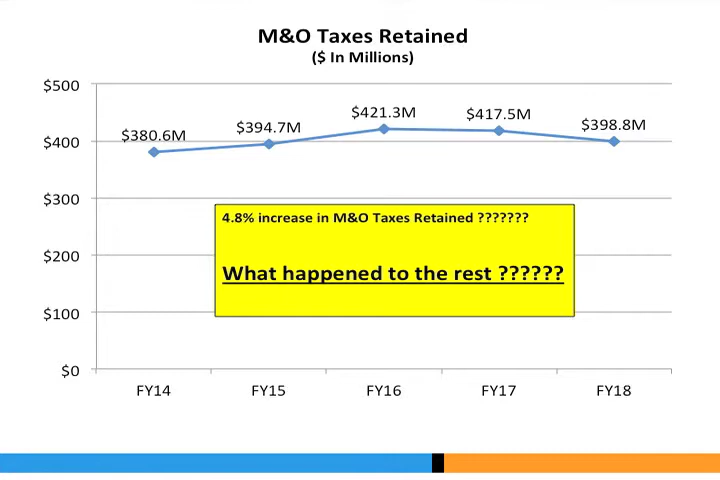 M&O Taxes Retained
($ In Millions)
$500
$400
$300
$200
$100
$0
$380.6M
$394.7M
$421.3M
$417.5M
$398.8M
4.8% increase in M&O Taxes Retained ???????
What happened to the rest ??????
FY14
FY15
FY16
FY17
FY18